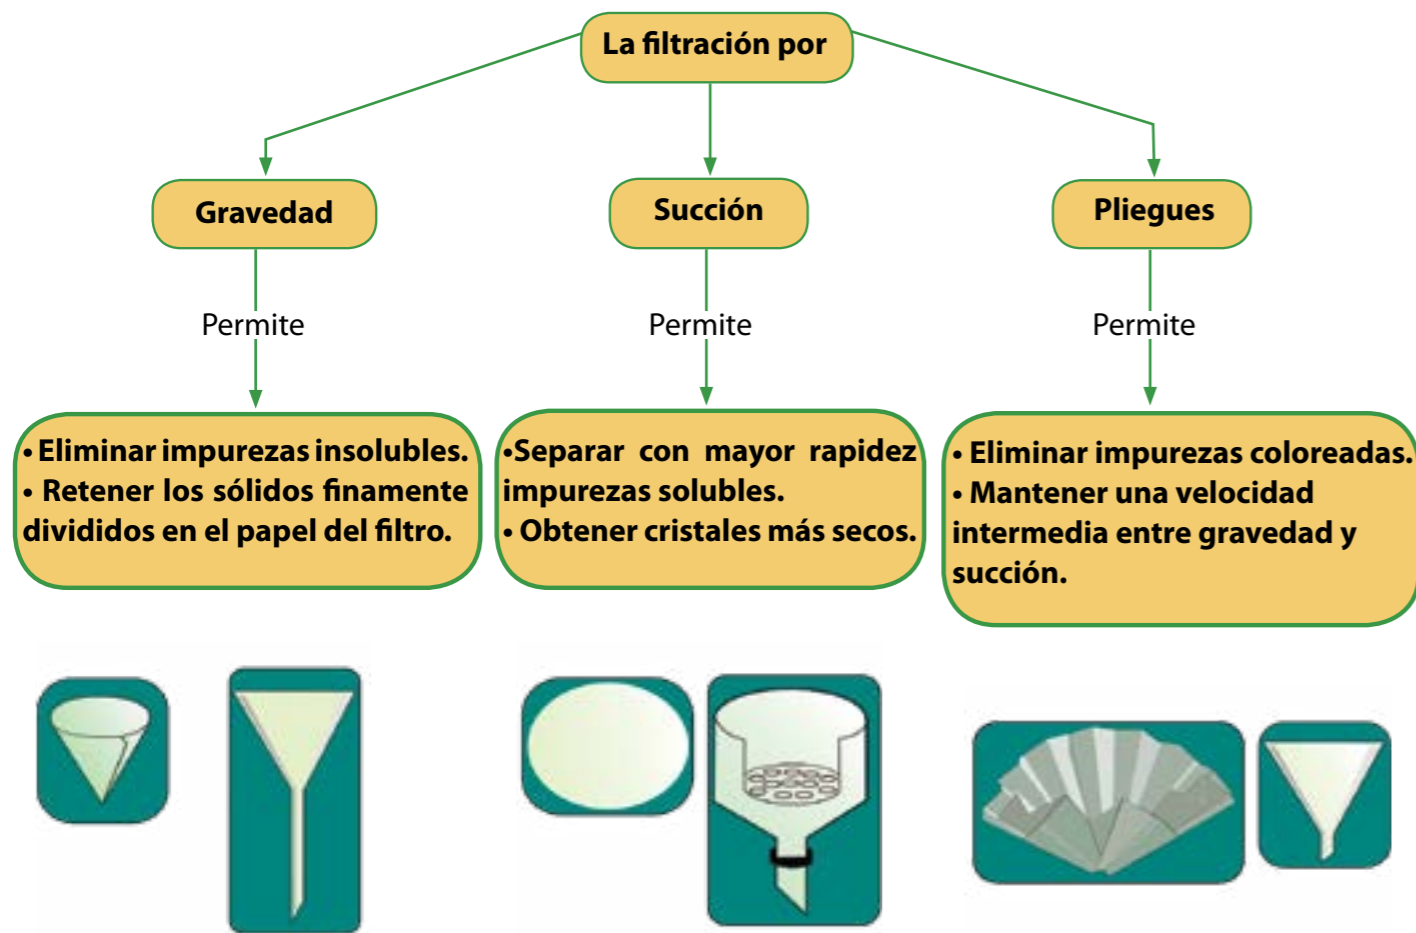 La filtración por
Gravedad
Succión
Pliegues
Permite
Permite
Permite
• Eliminar impurezas insolubles.
• Retener los sólidos finamente
divididos en el papel del filtro.
•Separar con mayor rapidez
impurezas solubles.
• Obtener cristales más secos.
• Eliminar impurezas coloreadas.
• Mantener una velocidad
intermedia entre gravedad y
succión.